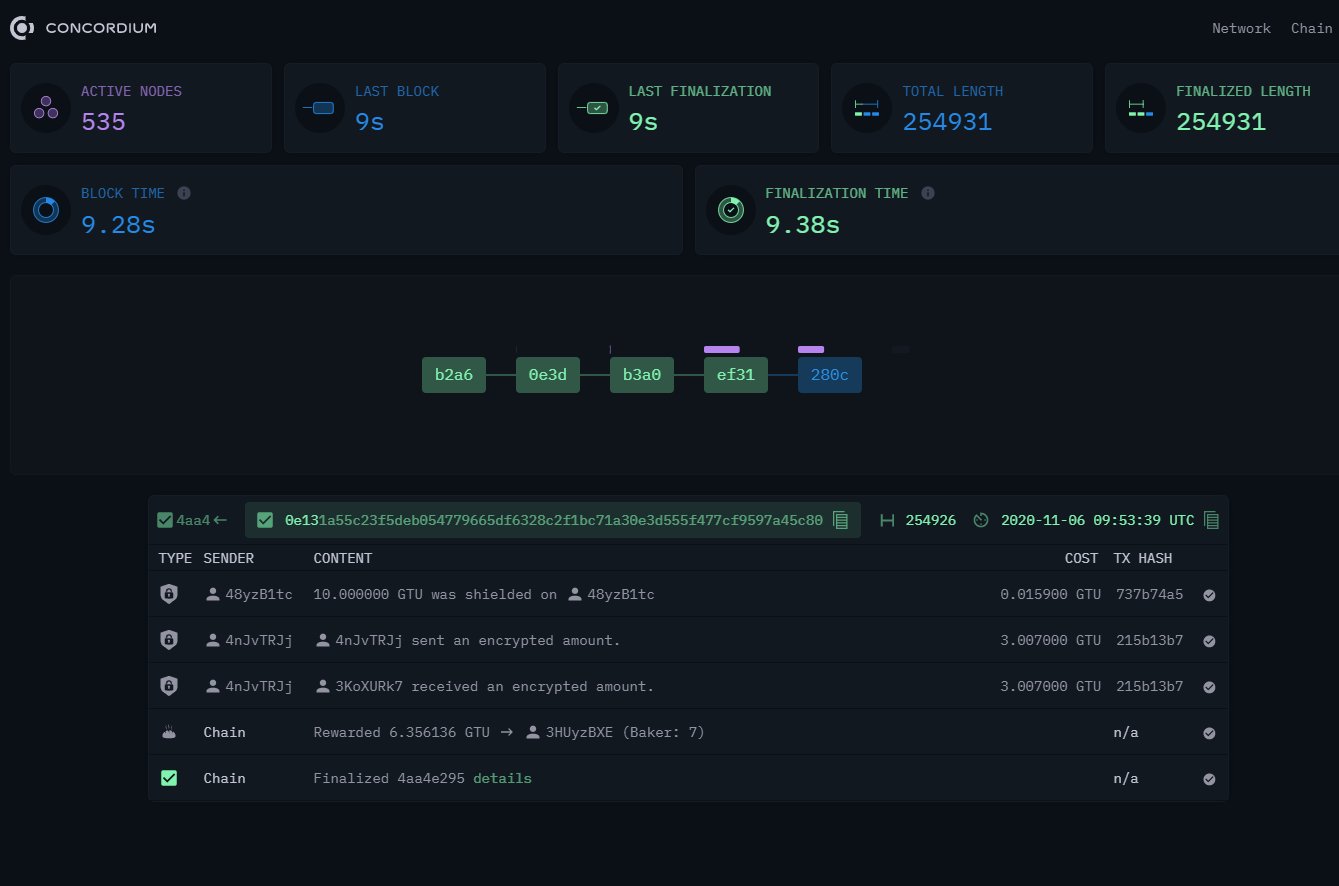 CONCORDIUM
Network Chain
ACTIVE NODES
535
LAST BLOCK
9s
LAST FINALIZATION
9s
TOTAL LENGTH
254931
FINALIZED LENGTH
254931
BLOCK TIME
9.28s
FINALIZATION TIME
9.38s
b2a6 0e3d b3a0 ef31 280c
4aa4 0e131a55c23f5deb054779665df6328c2f1bc71a30e3d555f477cf9597a45c80 254926 2020-11-06 09:53:39 UTC
TYPE SENDER CONTENT COST TX HASH
48yzB1tc 10.000000 GTU was shielded on 48yzB1tc 0.015900 GTU 737b74a5
4nJvTRJj 4nJvTRJj sent an encrypted amount. 3.007000 GTU 215b13b7
4nJvTRJj 3KoXURk7 received an encrypted amount. 3.007000 GTU 215b13b7
Chain Rewarded 6.356136 GTU → 3HUyzBXE (Baker: 7) n/a
Chain Finalized 4aa4e295 details n/a